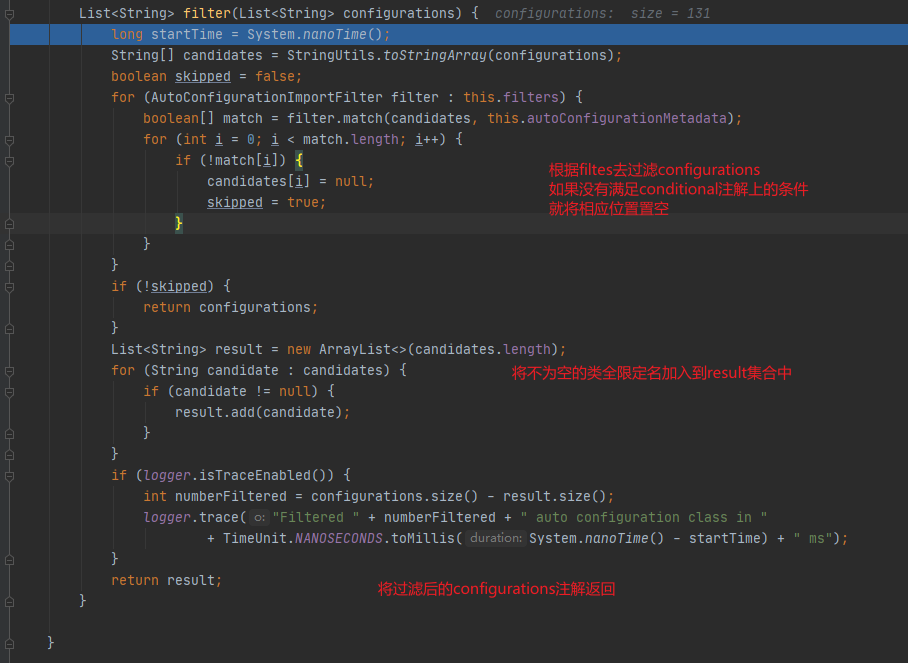 List<String> filter(List<String> configurations) {  configurations:  size = 131
long startTime = System.nanoTime();
String[] candidates = StringUtils.toStringArray(configurations);
boolean skipped = false;
for (AutoConfigurationImportFilter filter : this.filters) {
boolean[] match = filter.match(candidates, this.autoConfigurationMetadata);
for (int i = 0; i < match.length; i++) {
if (!match[i]) {
candidates[i] = null;
skipped = true;
}
}
}
根据filtes去过滤configurations
如果没有满足conditional注解上的条件
就将相应位置置空
if (!skipped) {
return configurations;
}
List<String> result = new ArrayList<>(candidates.length);
for (String candidate : candidates) {
将不为空的类全限定名加入到result集合中
if (candidate != null) {
result.add(candidate);
}
}
if (logger.isTraceEnabled()) {
int numberFiltered = configurations.size() - result.size();
logger.trace( o: "Filtered " + numberFiltered + " auto configuration class in "
+ TimeUnit.NANOSECONDS.toMillis( duration: System.nanoTime() - startTime) + " ms");
}
return result;
将过滤后的configurations注解返回
}
}